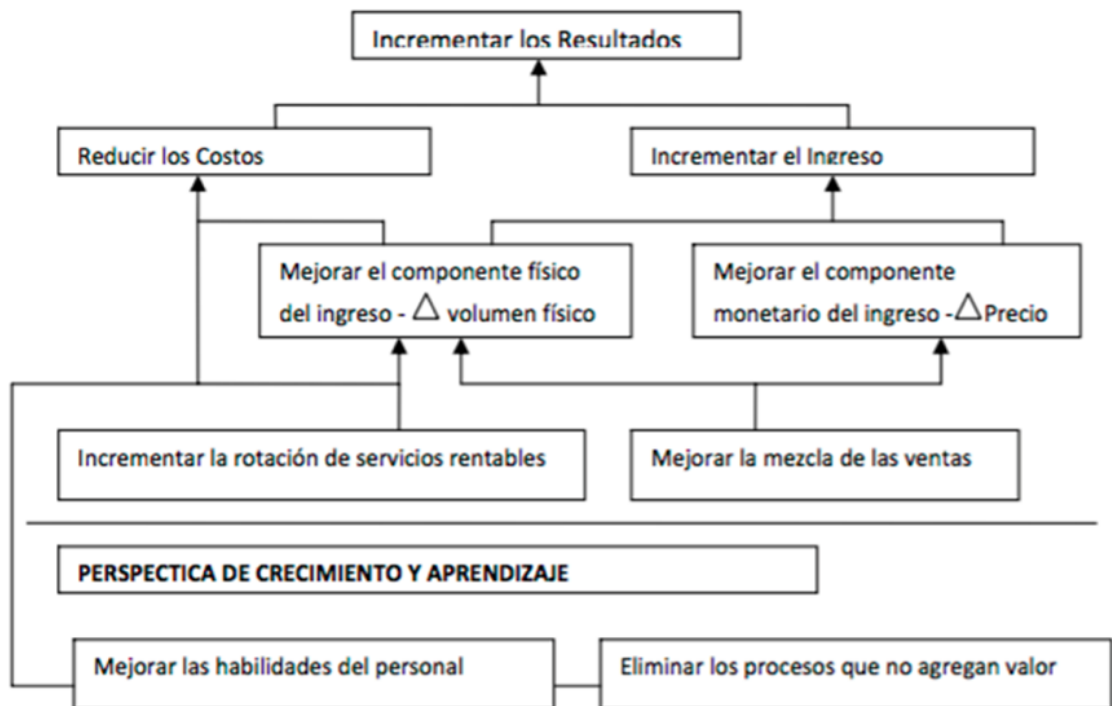 Incrementar los Resultados
Reducir los Costos
Incrementar el Ingreso
Mejorar el componente físico
del ingreso - △ volumen físico
Mejorar el componente
monetario del ingreso -△Precio
Incrementar la rotación de servicios rentables
Mejorar la mezcla de las ventas
PERSPECTICA DE CRECIMIENTO Y APRENDIZAJE
Mejorar las habilidades del personal
Eliminar los procesos que no agregan valor